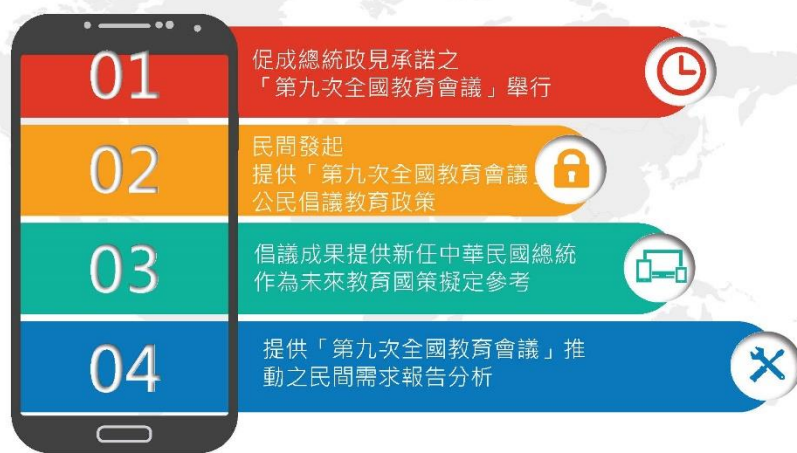 01
促成總統政見承諾之
「第九次全國教育會議」舉行
02
民間發起
提供「第九次全國教育會議」
公民倡議教育政策
03
倡議成果提供新任中華民國總統
作為未來教育國策擬定參考
04
提供「第九次全國教育會議」推
動之民間需求報告分析